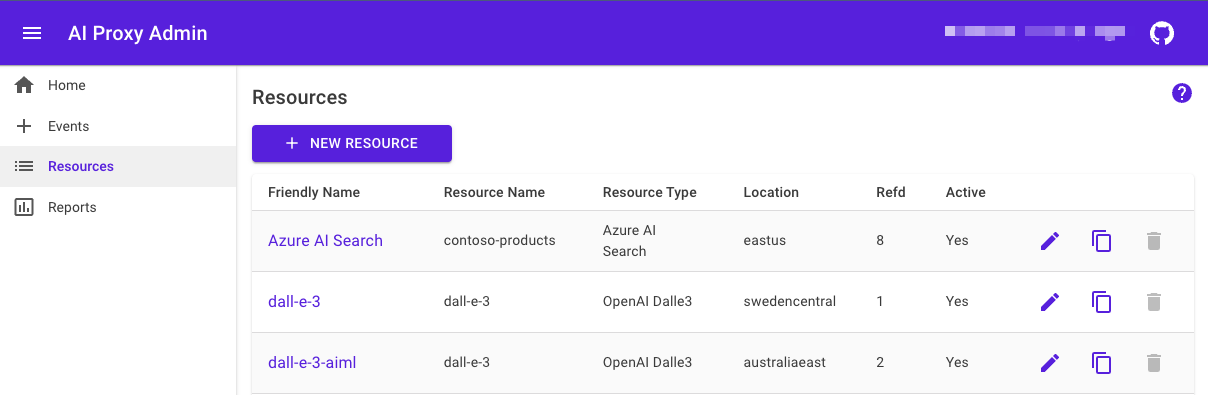 AI Proxy Admin
Home
Events
Resources
Reports
Resources
?
+ NEW RESOURCE
Friendly Name Resource Name Resource Type Location Refd Active
Azure AI Search contoso-products Azure AI Search eastus 8 Yes
dall-e-3 dall-e-3 OpenAI Dalle3 swedencentral 1 Yes
dall-e-3-aiml dall-e-3 OpenAI Dalle3 australiaeast 2 Yes